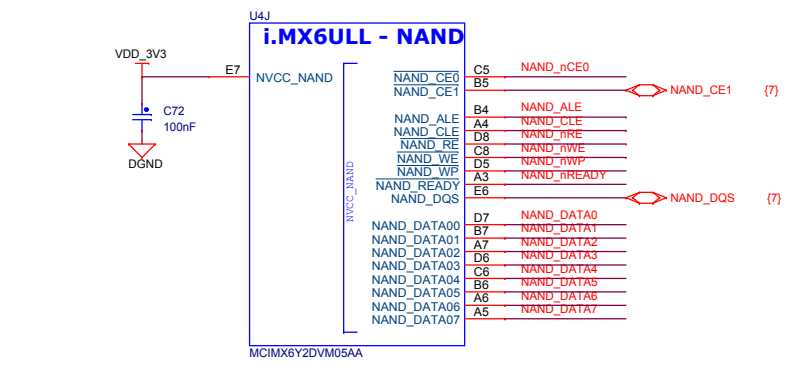 U4J
i.MX6ULL - NAND
VDD_3V3
E7
NVCC_NAND
C72
100nF
DGND
NVCC_NAND
NAND_CE0 C5 NAND_nCE0
NAND_CE1 B5 NAND_CE1 {7}
NAND_ALE B4 NAND_ALE
NAND_CLE A4 NAND_CLE
NAND_RE D8 NAND_nRE
NAND_WE C8 NAND_nWE
NAND_WP D5 NAND_nWP
NAND_READY A3 NAND_nREADY
NAND_DQS E6 NAND_DQS {7}
NAND_DATA00 D7 NAND_DATA0
NAND_DATA01 B7 NAND_DATA1
NAND_DATA02 A7 NAND_DATA2
NAND_DATA03 D6 NAND_DATA3
NAND_DATA04 C6 NAND_DATA4
NAND_DATA05 B6 NAND_DATA5
NAND_DATA06 A6 NAND_DATA6
NAND_DATA07 A5 NAND_DATA7
MCIMX6Y2DVM05AA